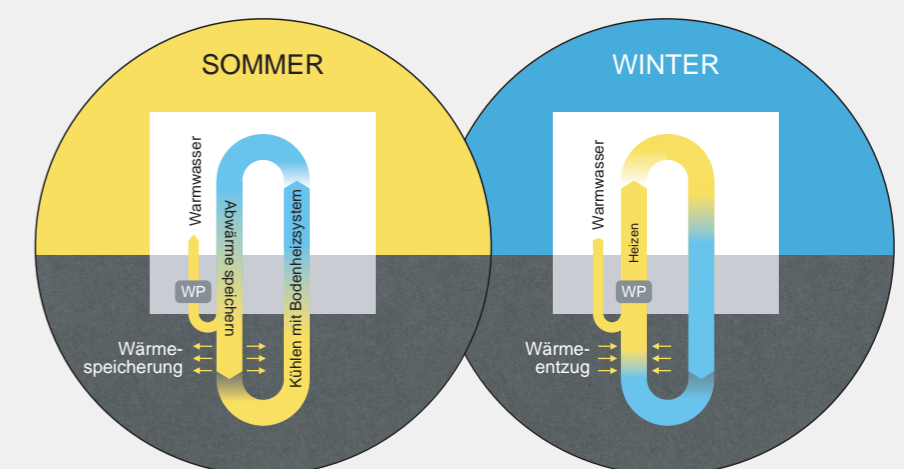 SOMMER
Warmwasser
Abwärme speichern
Kühlen mit Bodenheizsystem
WP
Wärme-
speicherung
WINTER
Warmwasser
Heizen
WP
Wärme-
entzug